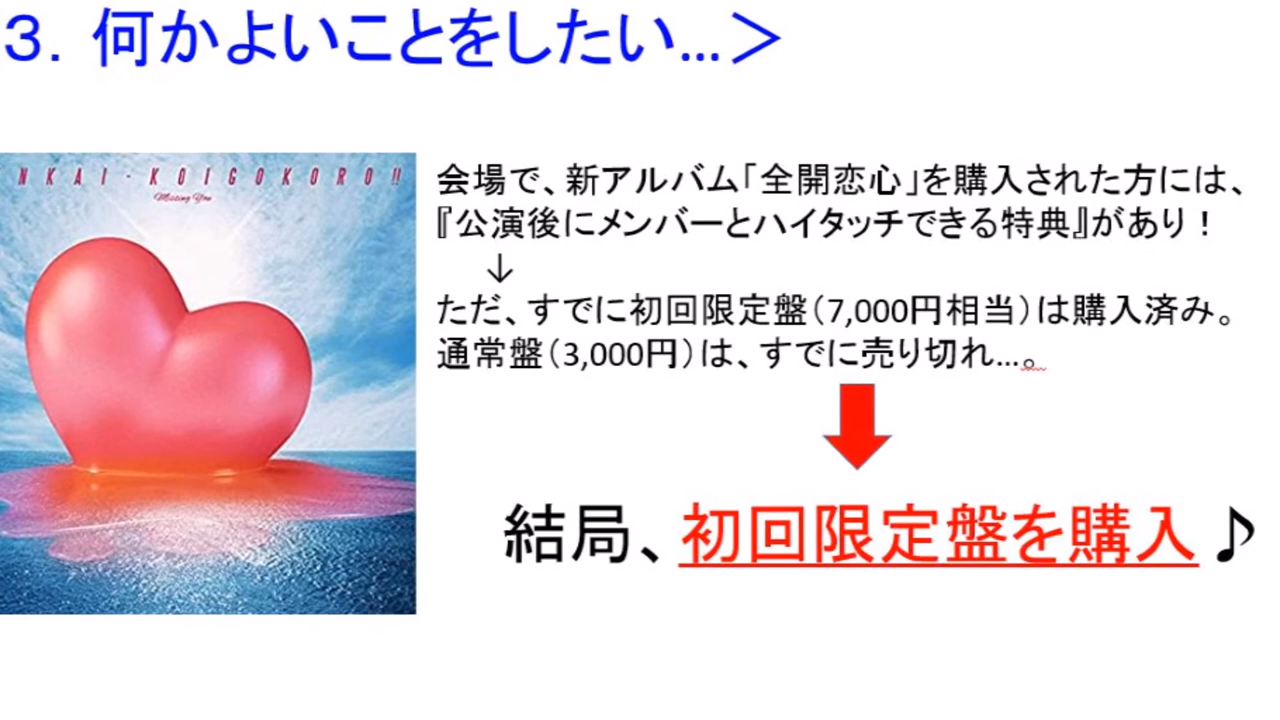 ３．何かよいことをしたい…＞
NKAI-KOIGOKORO!!
Missing You
会場で、新アルバム「全開恋心」を購入された方には、
『公演後にメンバーとハイタッチできる特典』があり！
↓
ただ、すでに初回限定盤（7,000円相当）は購入済み。
通常盤（3,000円）は、すでに売り切れ…。
結局、初回限定盤を購入♪